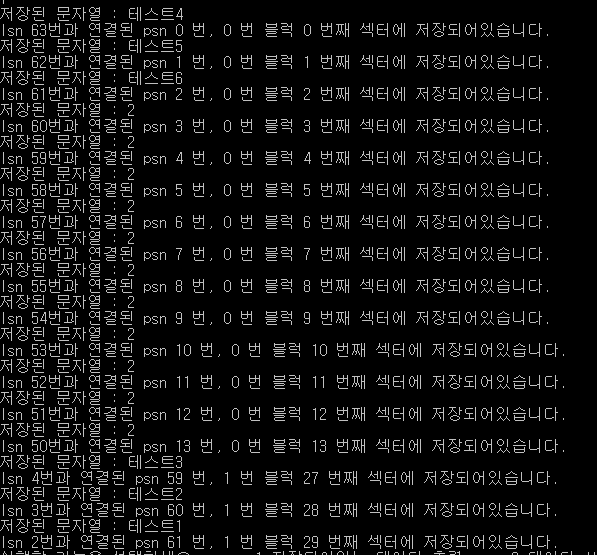 저장된 문자열 : 테스트4
lsn 63번과 연결된 psn 0 번, 0 번 블럭 0 번째 섹터에 저장되어있습니다.
저장된 문자열 : 테스트5
lsn 62번과 연결된 psn 1 번, 0 번 블럭 1 번째 섹터에 저장되어있습니다.
저장된 문자열 : 테스트6
lsn 61번과 연결된 psn 2 번, 0 번 블럭 2 번째 섹터에 저장되어있습니다.
저장된 문자열 : 2
lsn 60번과 연결된 psn 3 번, 0 번 블럭 3 번째 섹터에 저장되어있습니다.
저장된 문자열 : 2
lsn 59번과 연결된 psn 4 번, 0 번 블럭 4 번째 섹터에 저장되어있습니다.
저장된 문자열 : 2
lsn 58번과 연결된 psn 5 번, 0 번 블럭 5 번째 섹터에 저장되어있습니다.
저장된 문자열 : 2
lsn 57번과 연결된 psn 6 번, 0 번 블럭 6 번째 섹터에 저장되어있습니다.
저장된 문자열 : 2
lsn 56번과 연결된 psn 7 번, 0 번 블럭 7 번째 섹터에 저장되어있습니다.
저장된 문자열 : 2
lsn 55번과 연결된 psn 8 번, 0 번 블럭 8 번째 섹터에 저장되어있습니다.
저장된 문자열 : 2
lsn 54번과 연결된 psn 9 번, 0 번 블럭 9 번째 섹터에 저장되어있습니다.
저장된 문자열 : 2
lsn 53번과 연결된 psn 10 번, 0 번 블럭 10 번째 섹터에 저장되어있습니다.
저장된 문자열 : 2
lsn 52번과 연결된 psn 11 번, 0 번 블럭 11 번째 섹터에 저장되어있습니다.
저장된 문자열 : 2
lsn 51번과 연결된 psn 12 번, 0 번 블럭 12 번째 섹터에 저장되어있습니다.
저장된 문자열 : 2
lsn 50번과 연결된 psn 13 번, 0 번 블럭 13 번째 섹터에 저장되어있습니다.
저장된 문자열 : 테스트3
lsn 4번과 연결된 psn 59 번, 1 번 블럭 27 번째 섹터에 저장되어있습니다.
저장된 문자열 : 테스트2
lsn 3번과 연결된 psn 60 번, 1 번 블럭 28 번째 섹터에 저장되어있습니다.
저장된 문자열 : 테스트1
lsn 2번과 연결된 psn 61 번, 1 번 블럭 29 번째 섹터에 저장되어있습니다.